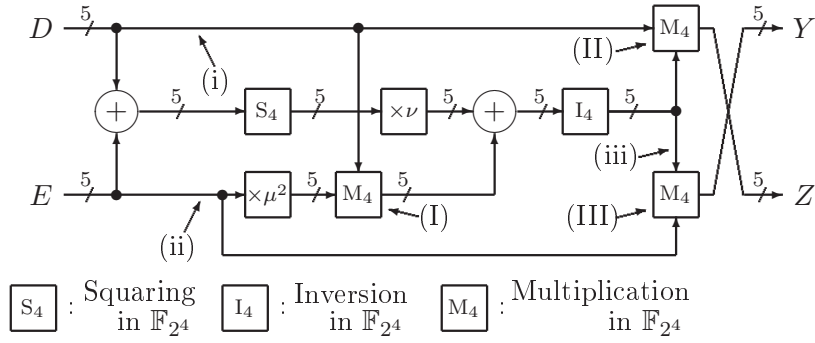 D 5 (i) (II) M₄ 5 Y
+ 5 S₄ 5 ×ν 5 + 5 I₄ 5 (iii)
E 5 (ii) ×μ² 5 M₄ 5 (I) (III) M₄ 5 Z
S₄ : Squaring in 𝔽₂⁴ I₄ : Inversion in 𝔽₂⁴ M₄ : Multiplication in 𝔽₂⁴